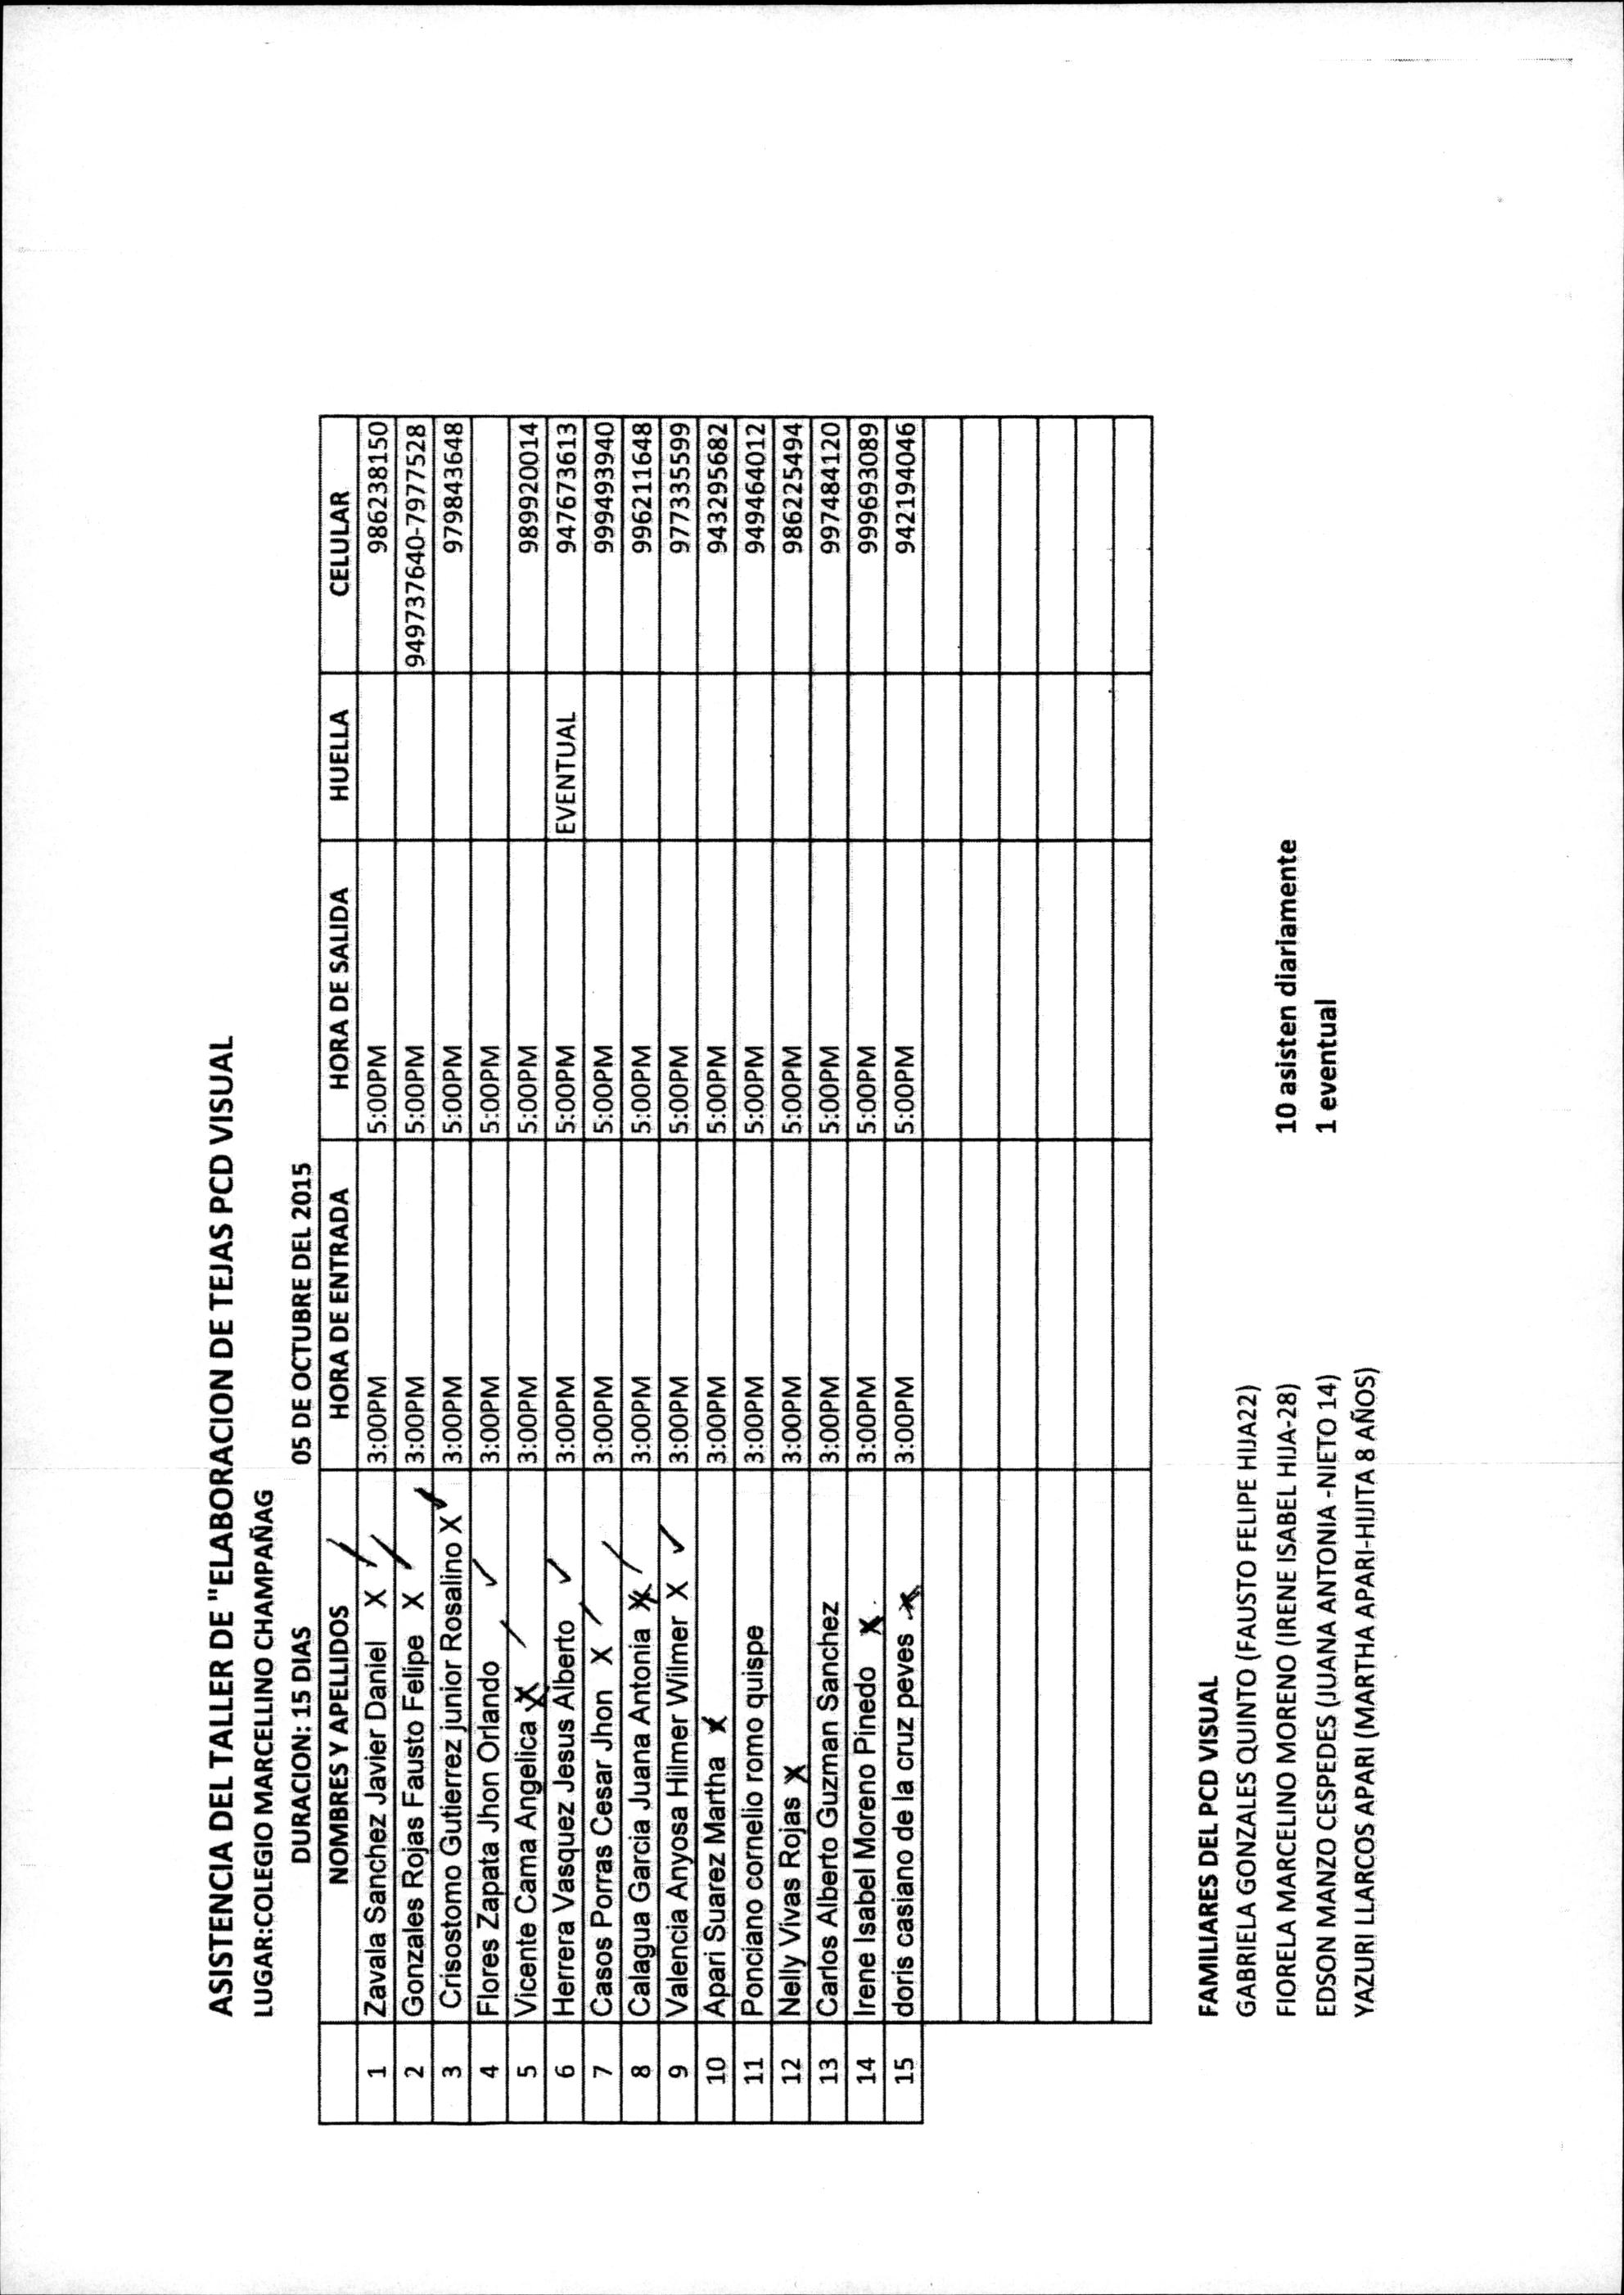 ASISTENCIA DEL TALLER DE "ELABORACION DE TEJAS PCD VISUAL
LUGAR:COLEGIO MARCELLINO CHAMPAÑAG
DURACION: 15 DIAS 05 DE OCTUBRE DEL 2015
NOMBRES Y APELLIDOS HORA DE ENTRADA HORA DE SALIDA HUELLA CELULAR
1 Zavala Sanchez Javier Daniel X 3:00PM 5:00PM 986238150
2 Gonzales Rojas Fausto Felipe X 3:00PM 5:00PM 949737640-7977528
3 Crisostomo Gutierrez junior Rosalino X 3:00PM 5:00PM 979843648
4 Flores Zapata Jhon Orlando ✓ 3:00PM 5:00PM
5 Vicente Cama Angelica X 3:00PM 5:00PM 989920014
6 Herrera Vasquez Jesus Alberto ✓ 3:00PM 5:00PM EVENTUAL 947673613
7 Casos Porras Cesar Jhon X 3:00PM 5:00PM 999493940
8 Calagua Garcia Juana Antonia X 3:00PM 5:00PM 996211648
9 Valencia Anyosa Hilmer Wilmer X ✓ 3:00PM 5:00PM 977335599
10 Apari Suarez Martha X 3:00PM 5:00PM 943295682
11 Ponciano cornelio romo quispe 3:00PM 5:00PM 949464012
12 Nelly Vivas Rojas X 3:00PM 5:00PM 986225494
13 Carlos Alberto Guzman Sanchez 3:00PM 5:00PM 997484120
14 Irene Isabel Moreno Pinedo X 3:00PM 5:00PM 999693089
15 doris casiano de la cruz peves X 3:00PM 5:00PM 942194046
FAMILIARES DEL PCD VISUAL
GABRIELA GONZALES QUINTO (FAUSTO FELIPE HIJA22)
FIORELA MARCELINO MORENO (IRENE ISABEL HIJA-28) 10 asisten diariamente
EDSON MANZO CESPEDES (JUANA ANTONIA -NIETO 14) 1 eventual
YAZURI LLARCOS APARI (MARTHA APARI-HIJITA 8 AÑOS)